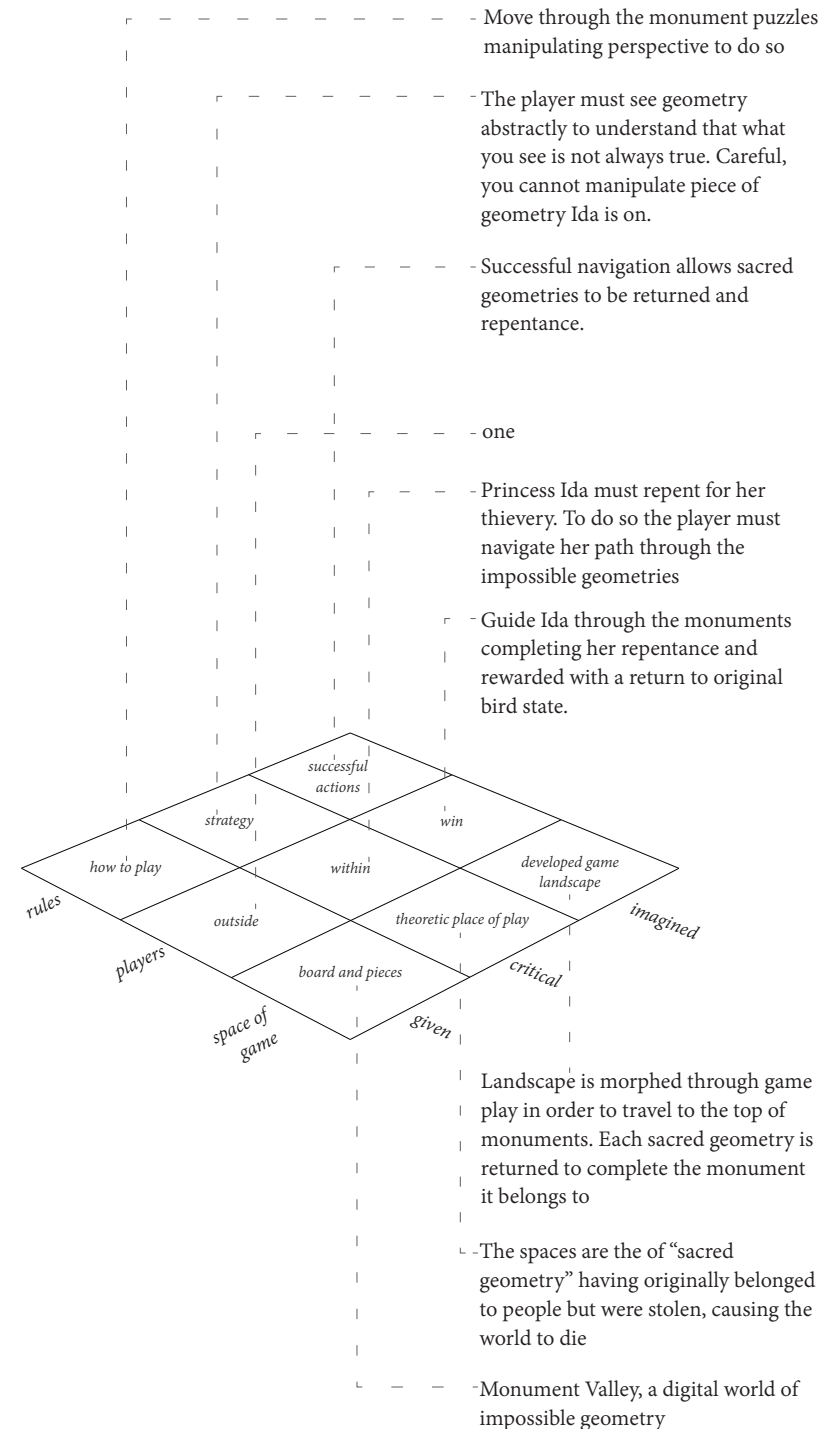 Move through the monument puzzles
manipulating perspective to do so
The player must see geometry
abstractly to understand that what
you see is not always true. Careful,
you cannot manipulate piece of
geometry Ida is on.
Successful navigation allows sacred
geometries to be returned and
repentance.
one
Princess Ida must repent for her
thievery. To do so the player must
navigate her path through the
impossible geometries
Guide Ida through the monuments
completing her repentance and
rewarded with a return to original
bird state.
successful
actions
strategy
win
how to play
within
developed game
landscape
rules
outside
theoretic place of play
imagined
players
board and pieces
critical
space of
game
given
Landscape is morphed through game
play in order to travel to the top of
monuments. Each sacred geometry is
returned to complete the monument
it belongs to
The spaces are the of “sacred
geometry” having originally belonged
to people but were stolen, causing the
world to die
Monument Valley, a digital world of
impossible geometry